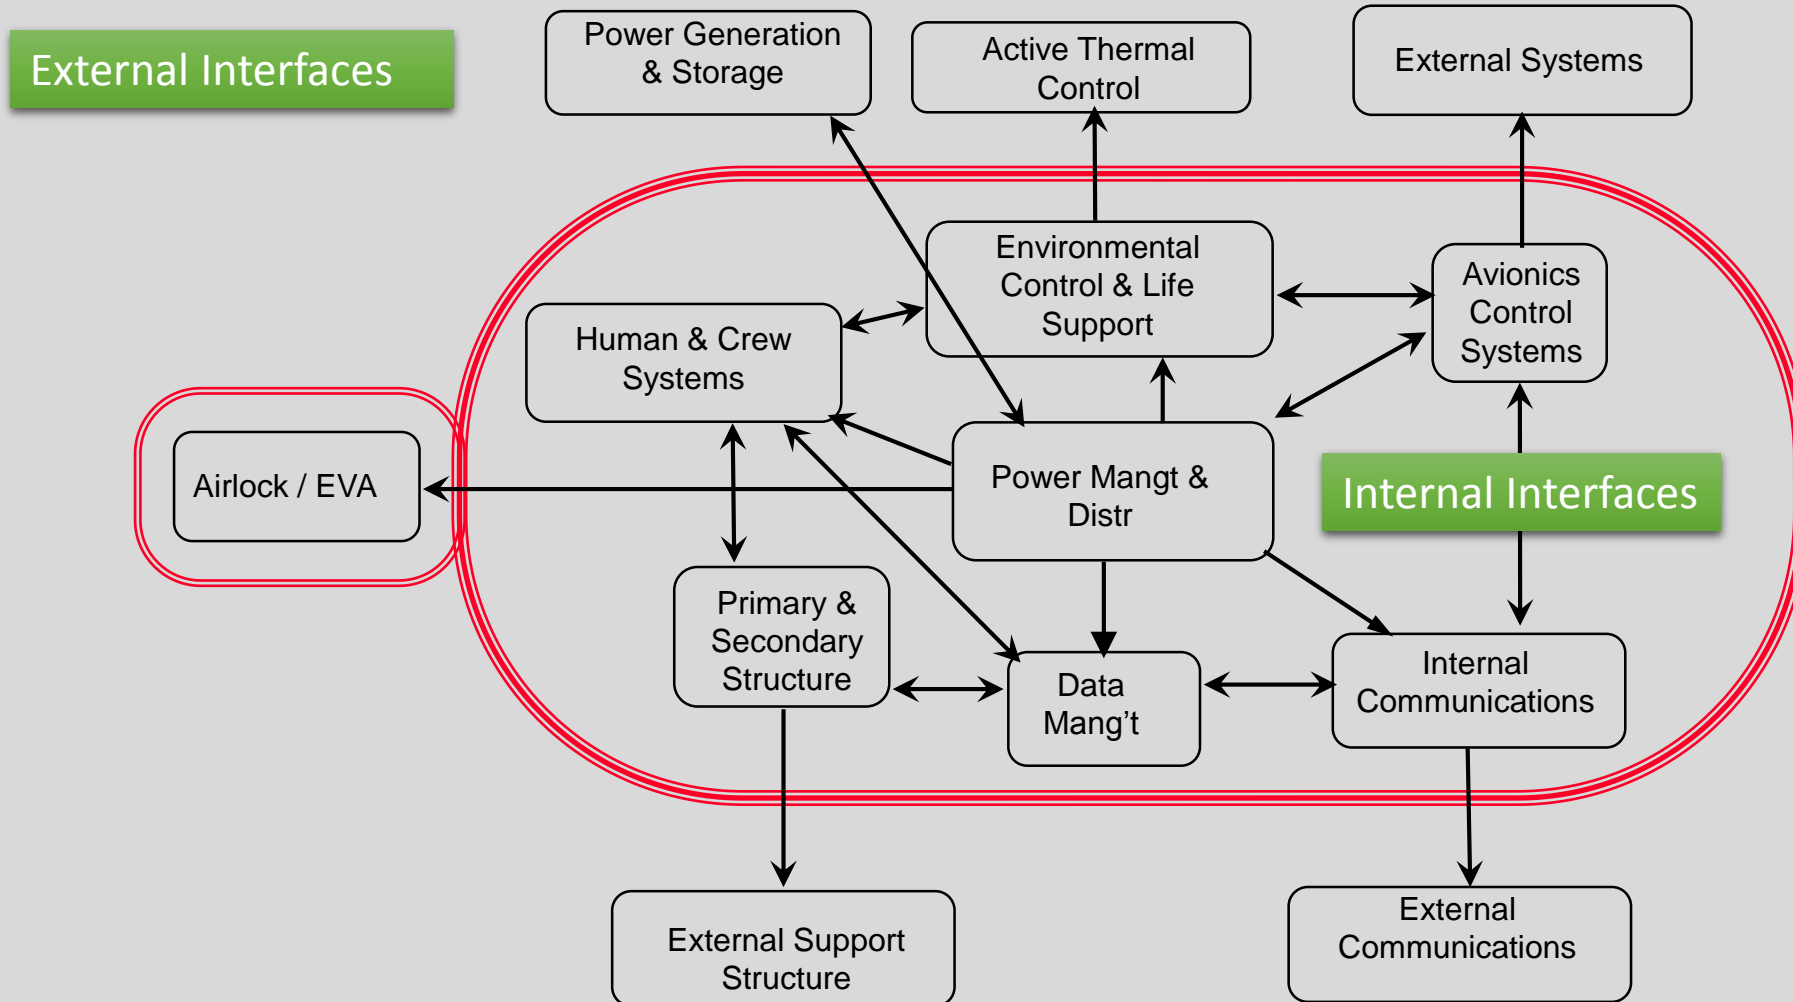 External Interfaces
Power Generation
& Storage
Active Thermal
Control
External Systems
Environmental
Control & Life
Support
Avionics
Control
Systems
Human & Crew
Systems
Airlock / EVA
Power Mangt &
Distr
Internal Interfaces
Primary &
Secondary
Structure
Data
Mang’t
Internal
Communications
External Support
Structure
External
Communications